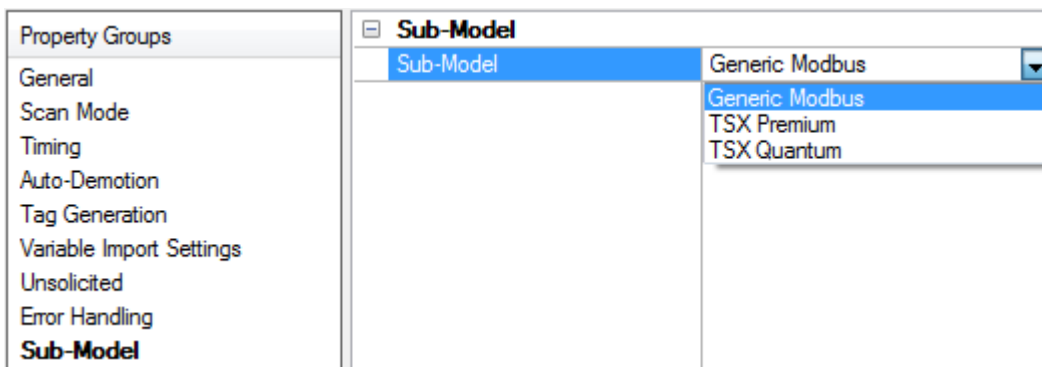 Property Groups
General
Scan Mode
Timing
Auto-Demotion
Tag Generation
Variable Import Settings
Unsolicited
Error Handling
Sub-Model
Sub-Model
Sub-Model Generic Modbus
Generic Modbus
TSX Premium
TSX Quantum